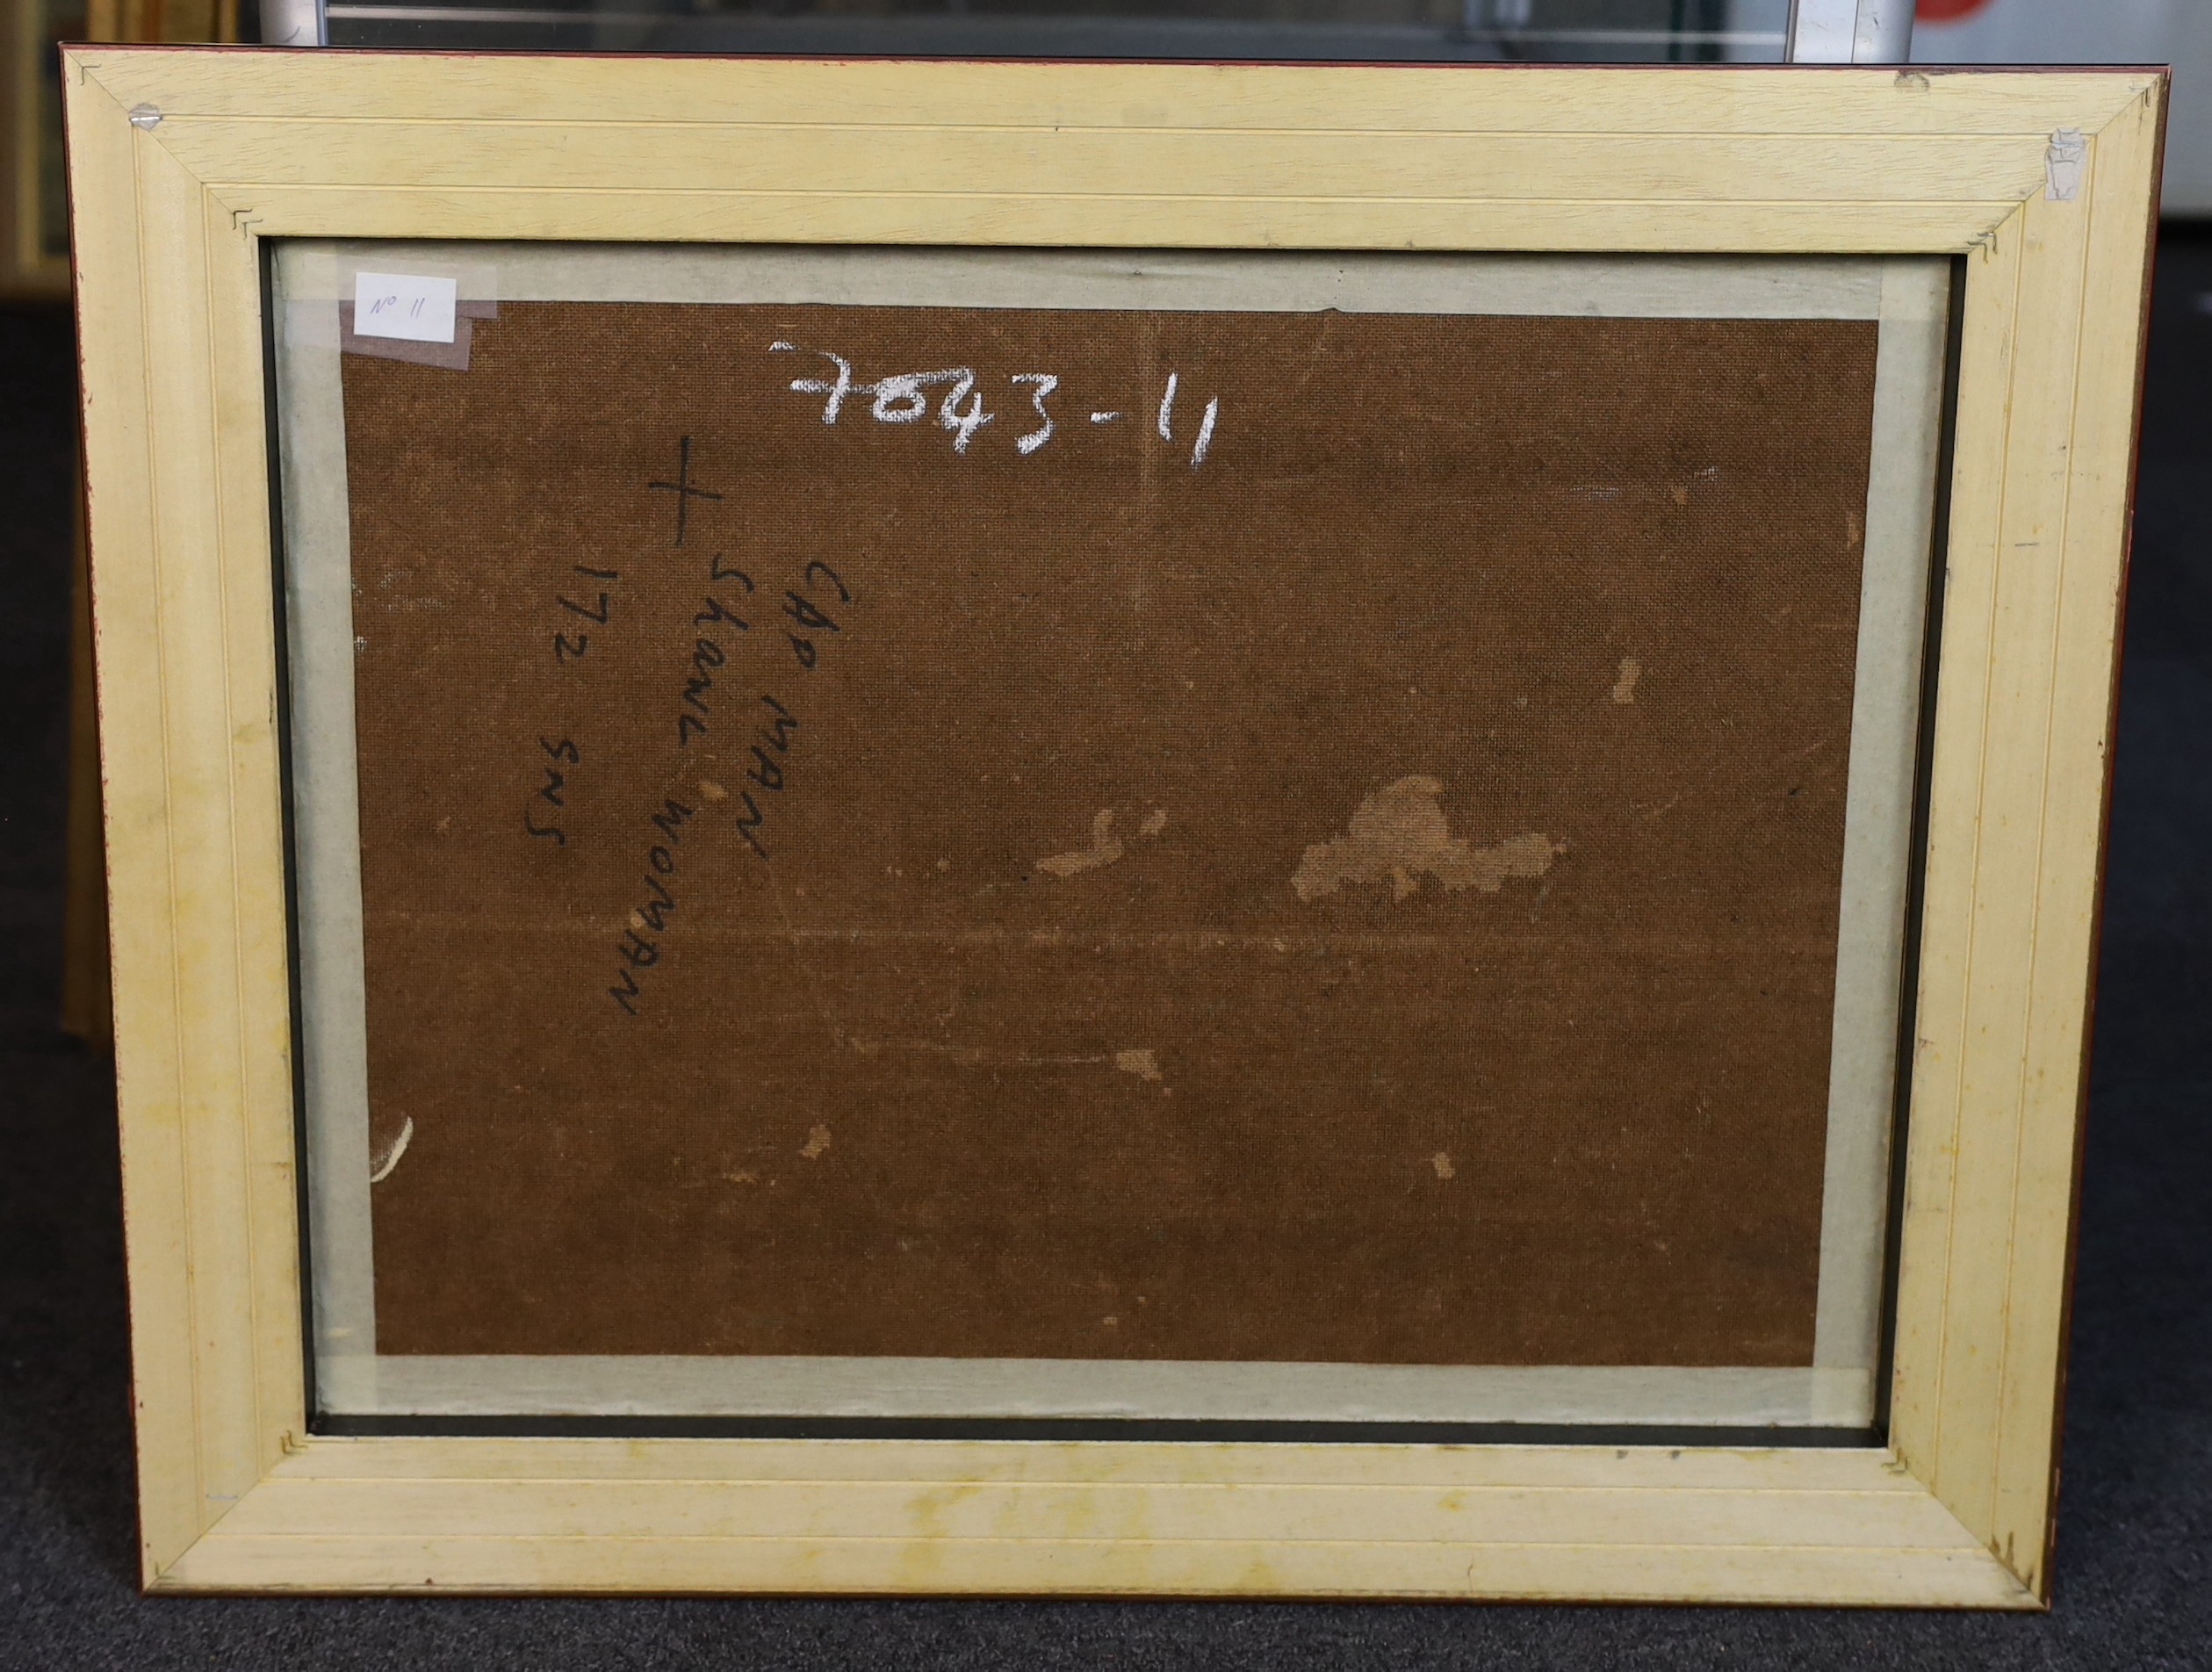 Nº 11
7043-11
CAP MAN
+ ShAWL WOMAN
172 SNS